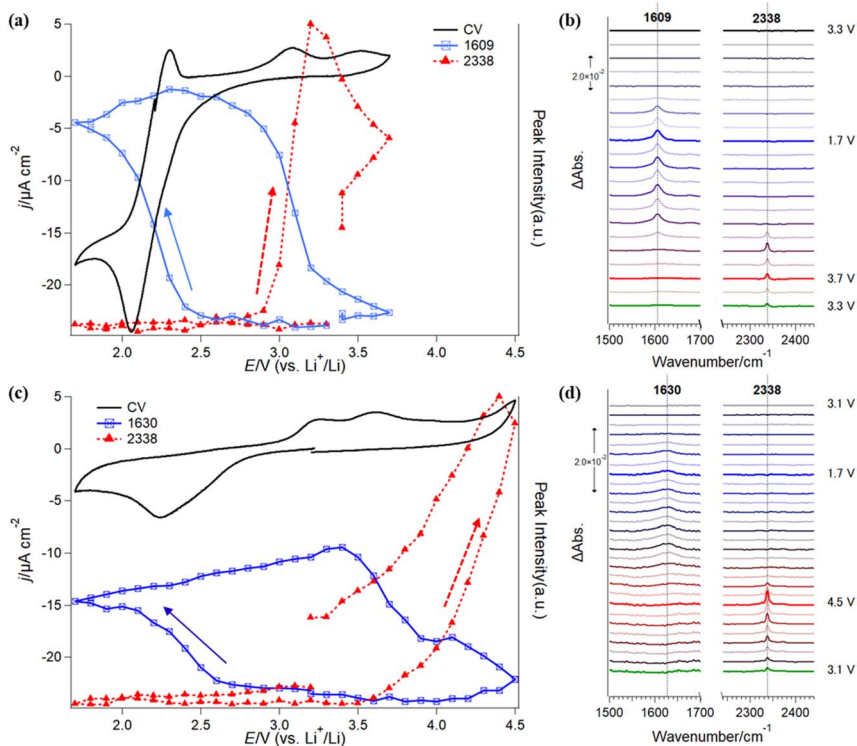 (a)
CV
1609
2338
5
0
-5
-10
-15
-20
j/μA cm⁻²
Peak Intensity(a.u.)
2.0 2.5 3.0 3.5 4.0 4.5
E/V (vs. Li⁺/Li)
(b)
1609 2338
3.3 V
2.0×10⁻²
1.7 V
ΔAbs.
3.7 V
3.3 V
1500 1600 1700 2300 2400
Wavenumber/cm⁻¹
(c)
CV
1630
2338
5
0
-5
-10
-15
-20
j/μA cm⁻²
Peak Intensity(a.u.)
2.0 2.5 3.0 3.5 4.0 4.5
E/V (vs. Li⁺/Li)
(d)
1630 2338
3.1 V
2.0×10⁻²
1.7 V
ΔAbs.
4.5 V
3.1 V
1500 1600 1700 2300 2400
Wavenumber/cm⁻¹